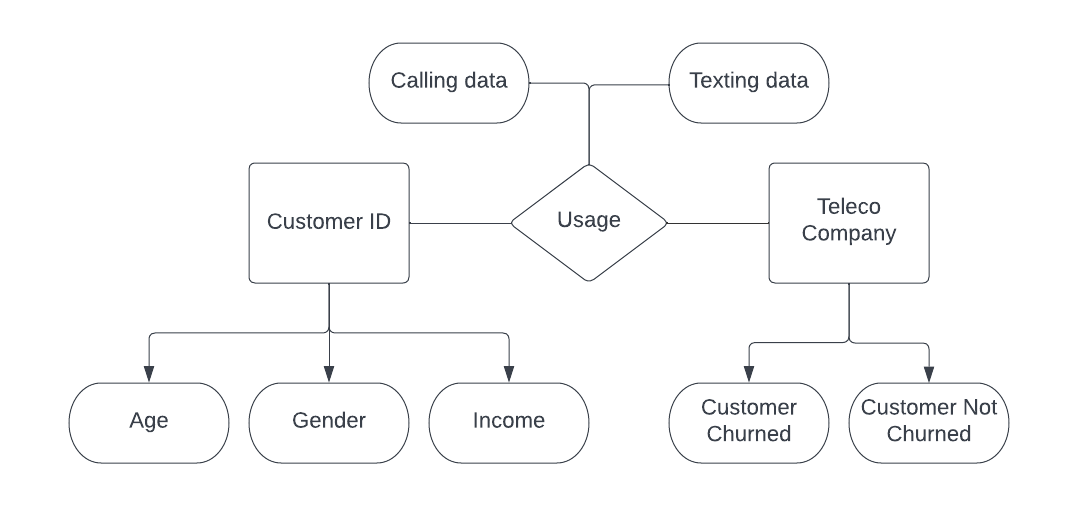 Calling data
Texting data
Customer ID
Usage
Teleco
Company
Age
Gender
Income
Customer
Churned
Customer Not
Churned